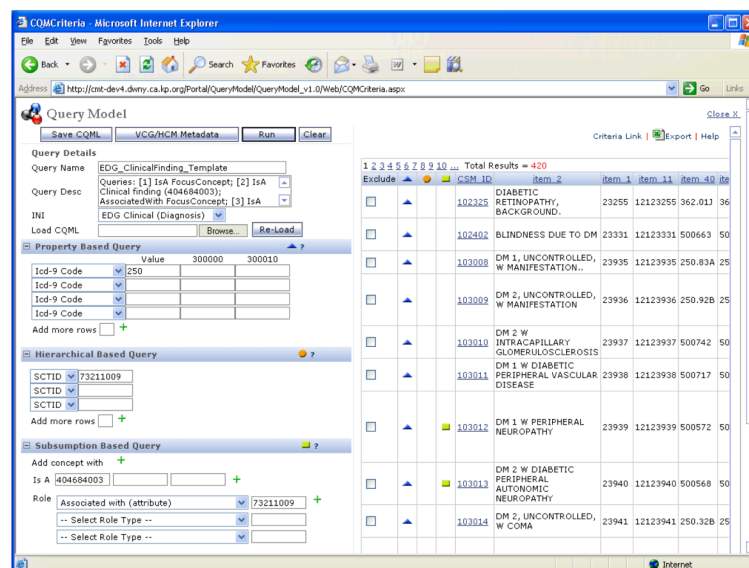 CQMCriteria - Microsoft Internet Explorer
File Edit View Favorites Tools Help
Back Search Favorites
Address http://cmt-dev4.dwny.ca.kp.org/Portal/QueryModel/QueryModel_v1.0/Web/CQMCriteria.aspx Go Links
Query Model Close X
Save CQML VCG/HCM Metadata Run Clear Criteria Link | Export | Help
Query Details
Query Name EDG_ClinicalFinding_Template
Query Desc Queries: [1] IsA FocusConcept; [2] IsA
Clinical finding (404684003);
AssociatedWith FocusConcept; [3] IsA
INI EDG Clinical (Diagnosis)
Load CQML Browse... Re-Load
Property Based Query ?
Value 300000 300010
Icd-9 Code 250
Icd-9 Code
Icd-9 Code
Icd-9 Code
Add more rows +
Hierarchical Based Query ?
SCTID 73211009
SCTID
SCTID
Add more rows +
Subsumption Based Query ?
Add concept with +
Is A 404684003 +
Role Associated with (attribute) 73211009 +
-- Select Role Type --
-- Select Role Type --
1 2 3 4 5 6 7 8 9 10 ... Total Results = 420
Exclude CSM ID item 2 item 1 item 11 item 40 ite
102325 DIABETIC RETINOPATHY, BACKGROUND. 23255 12123255 362.01J 36
102402 BLINDNESS DUE TO DM 23331 12123331 500663 50
103008 DM 1, UNCONTROLLED, W MANIFESTATION.. 23935 12123935 250.83A 25
103009 DM 2, UNCONTROLLED, W MANIFESTATION 23936 12123936 250.92B 25
103010 DM 2 W INTRACAPILLARY GLOMERULOSCLEROSIS 23937 12123937 500742 50
103011 DM 1 W DIABETIC PERIPHERAL VASCULAR DISEASE 23938 12123938 500717 50
103012 DM 1 W PERIPHERAL NEUROPATHY 23939 12123939 500572 50
103013 DM 2 W DIABETIC PERIPHERAL AUTONOMIC NEUROPATHY 23940 12123940 500568 50
103014 DM 2, UNCONTROLLED, W COMA 23941 12123941 250.32B 25
Internet